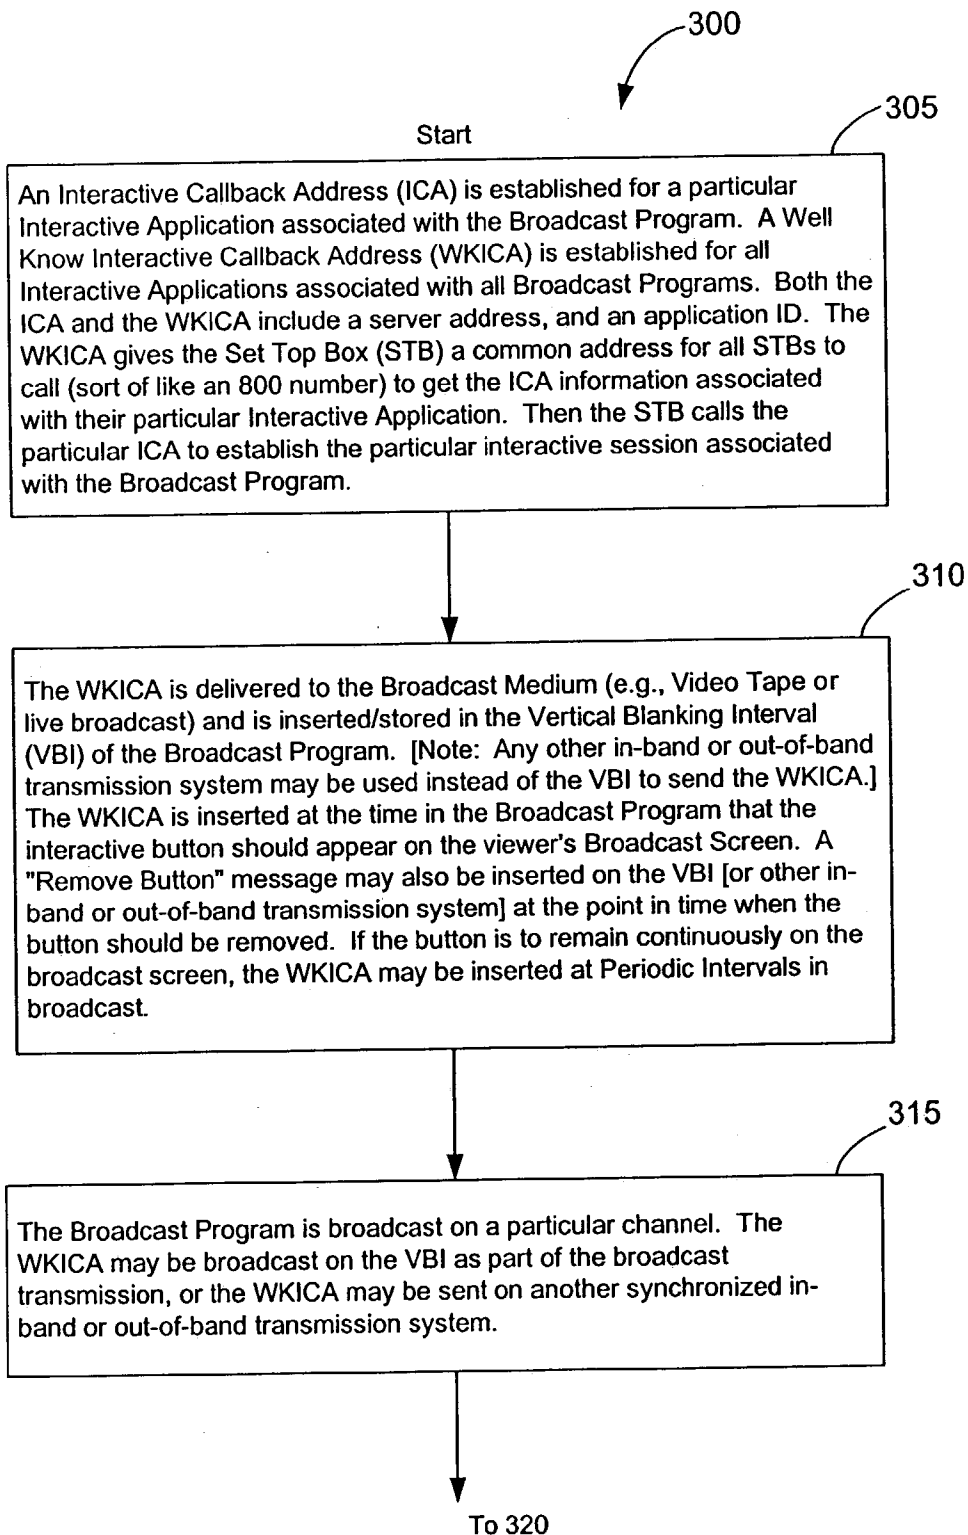 300
305
Start
An Interactive Callback Address (ICA) is established for a particular
Interactive Application associated with the Broadcast Program.  A Well
Know Interactive Callback Address (WKICA) is established for all
Interactive Applications associated with all Broadcast Programs.  Both the
ICA and the WKICA include a server address, and an application ID.  The
WKICA gives the Set Top Box (STB) a common address for all STBs to
call (sort of like an 800 number) to get the ICA information associated
with their particular Interactive Application.  Then the STB calls the
particular ICA to establish the particular interactive session associated
with the Broadcast Program.
310
The WKICA is delivered to the Broadcast Medium (e.g., Video Tape or
live broadcast) and is inserted/stored in the Vertical Blanking Interval
(VBI) of the Broadcast Program.  [Note:  Any other in-band or out-of-band
transmission system may be used instead of the VBI to send the WKICA.]
The WKICA is inserted at the time in the Broadcast Program that the
interactive button should appear on the viewer's Broadcast Screen.  A
"Remove Button" message may also be inserted on the VBI [or other in-
band or out-of-band transmission system] at the point in time when the
button should be removed.  If the button is to remain continuously on the
broadcast screen, the WKICA may be inserted at Periodic Intervals in
broadcast.
315
The Broadcast Program is broadcast on a particular channel.  The
WKICA may be broadcast on the VBI as part of the broadcast
transmission, or the WKICA may be sent on another synchronized in-
band or out-of-band transmission system.
To 320